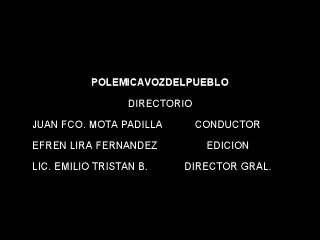 POLEMICAVOZDELPUEBLO
DIRECTORIO
JUAN FCO. MOTA PADILLA CONDUCTOR
EFREN LIRA FERNANDEZ EDICION
LIC. EMILIO TRISTAN B. DIRECTOR GRAL.